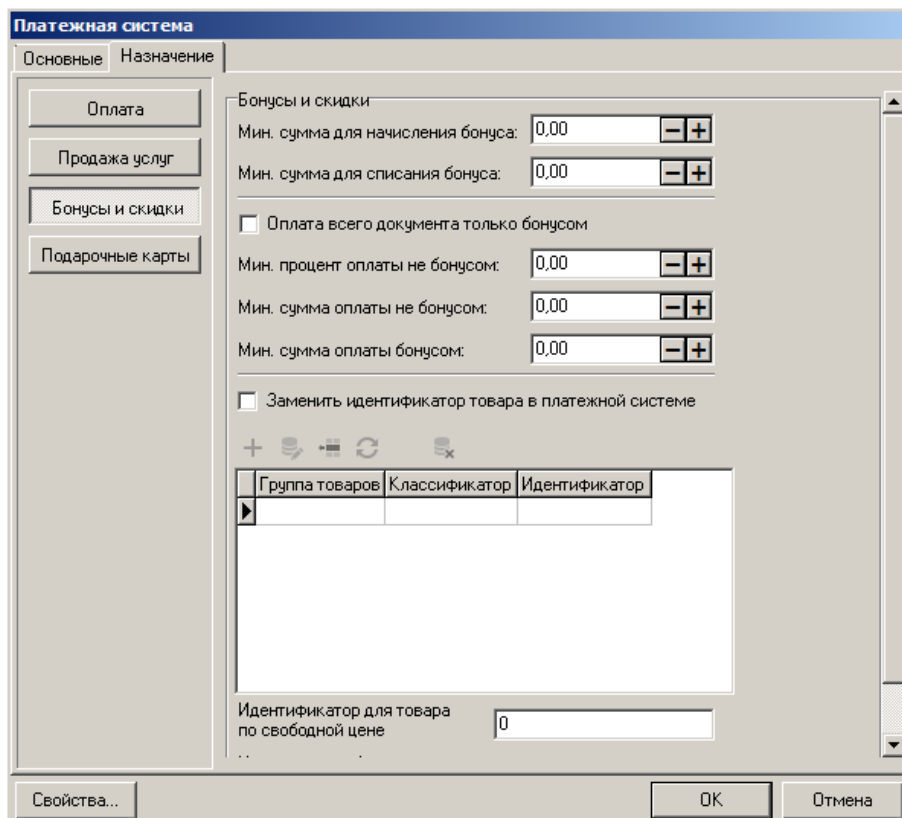 Платежная система
Основные Назначение
Оплата
Продажа услуг
Бонусы и скидки
Подарочные карты
Бонусы и скидки
Мин. сумма для начисления бонуса: 0,00
Мин. сумма для списания бонуса: 0,00
Оплата всего документа только бонусом
Мин. процент оплаты не бонусом: 0,00
Мин. сумма оплаты не бонусом: 0,00
Мин. сумма оплаты бонусом: 0,00
Заменить идентификатор товара в платежной системе
Группа товаров Классификатор Идентификатор
Идентификатор для товара
по свободной цене 0
Свойства... OK Отмена